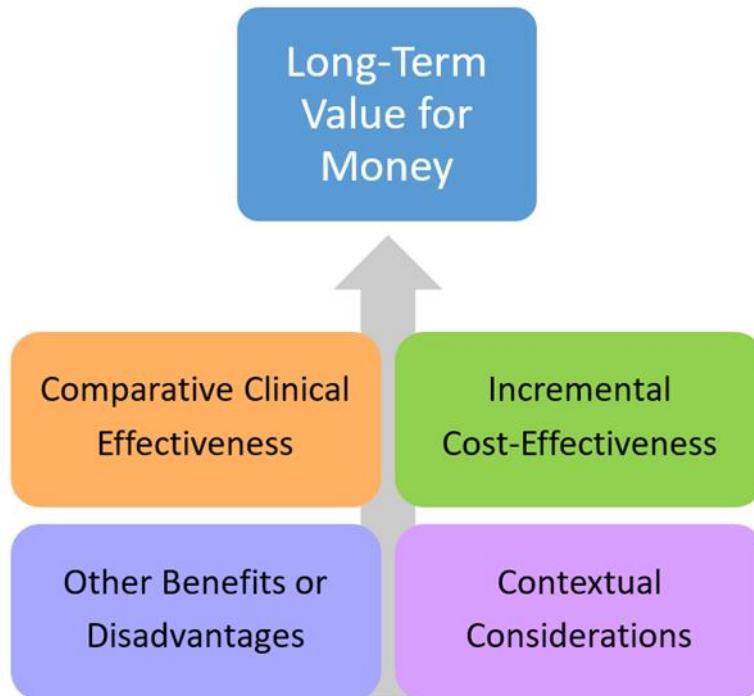 Long-Term
Value for
Money
Comparative Clinical
Effectiveness
Incremental
Cost-Effectiveness
Other Benefits or
Disadvantages
Contextual
Considerations